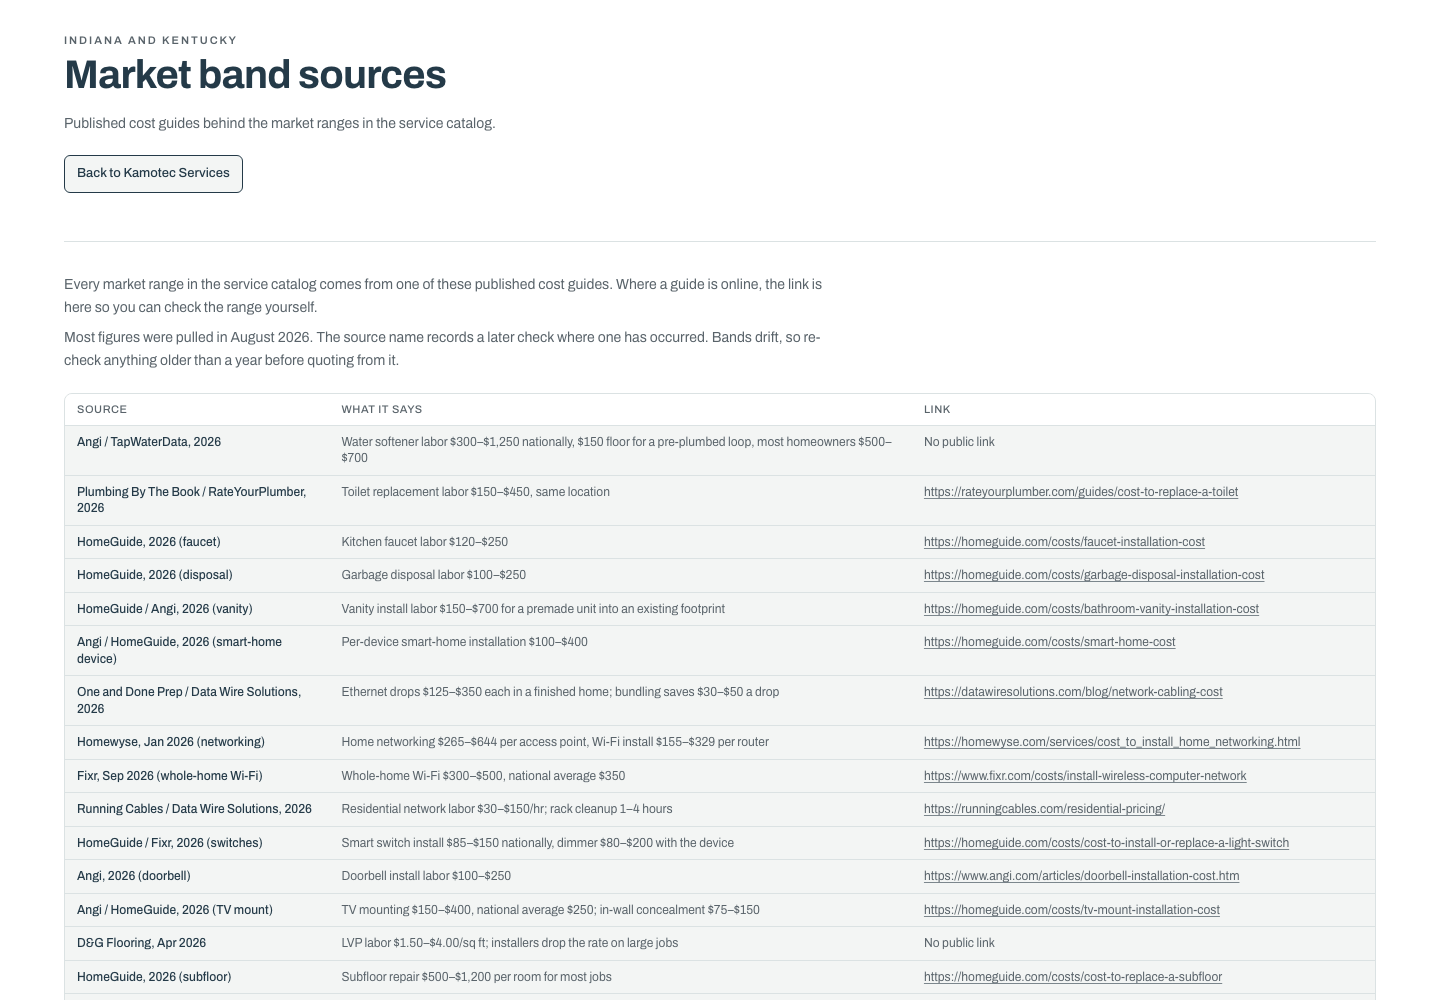 INDIANA AND KENTUCKY
Market band sources
Published cost guides behind the market ranges in the service catalog.
Back to Kamotec Services
Every market range in the service catalog comes from one of these published cost guides. Where a guide is online, the link is
here so you can check the range yourself.
Most figures were pulled in August 2026. The source name records a later check where one has occurred. Bands drift, so re-
check anything older than a year before quoting from it.
SOURCE WHAT IT SAYS LINK
Angi / TapWaterData, 2026 Water softener labor $300–$1,250 nationally, $150 floor for a pre-plumbed loop, most homeowners $500– No public link
$700
Plumbing By The Book / RateYourPlumber, Toilet replacement labor $150–$450, same location https://rateyourplumber.com/guides/cost-to-replace-a-toilet
2026
HomeGuide, 2026 (faucet) Kitchen faucet labor $120–$250 https://homeguide.com/costs/faucet-installation-cost
HomeGuide, 2026 (disposal) Garbage disposal labor $100–$250 https://homeguide.com/costs/garbage-disposal-installation-cost
HomeGuide / Angi, 2026 (vanity) Vanity install labor $150–$700 for a premade unit into an existing footprint https://homeguide.com/costs/bathroom-vanity-installation-cost
Angi / HomeGuide, 2026 (smart-home Per-device smart-home installation $100–$400 https://homeguide.com/costs/smart-home-cost
device)
One and Done Prep / Data Wire Solutions, Ethernet drops $125–$350 each in a finished home; bundling saves $30–$50 a drop https://datawiresolutions.com/blog/network-cabling-cost
2026
Homewyse, Jan 2026 (networking) Home networking $265–$644 per access point, Wi-Fi install $155–$329 per router https://homewyse.com/services/cost_to_install_home_networking.html
Fixr, Sep 2026 (whole-home Wi-Fi) Whole-home Wi-Fi $300–$500, national average $350 https://www.fixr.com/costs/install-wireless-computer-network
Running Cables / Data Wire Solutions, 2026 Residential network labor $30–$150/hr; rack cleanup 1–4 hours https://runningcables.com/residential-pricing/
HomeGuide / Fixr, 2026 (switches) Smart switch install $85–$150 nationally, dimmer $80–$200 with the device https://homeguide.com/costs/cost-to-install-or-replace-a-light-switch
Angi, 2026 (doorbell) Doorbell install labor $100–$250 https://www.angi.com/articles/doorbell-installation-cost.htm
Angi / HomeGuide, 2026 (TV mount) TV mounting $150–$400, national average $250; in-wall concealment $75–$150 https://homeguide.com/costs/tv-mount-installation-cost
D&G Flooring, Apr 2026 LVP labor $1.50–$4.00/sq ft; installers drop the rate on large jobs No public link
HomeGuide, 2026 (subfloor) Subfloor repair $500–$1,200 per room for most jobs https://homeguide.com/costs/cost-to-replace-a-subfloor